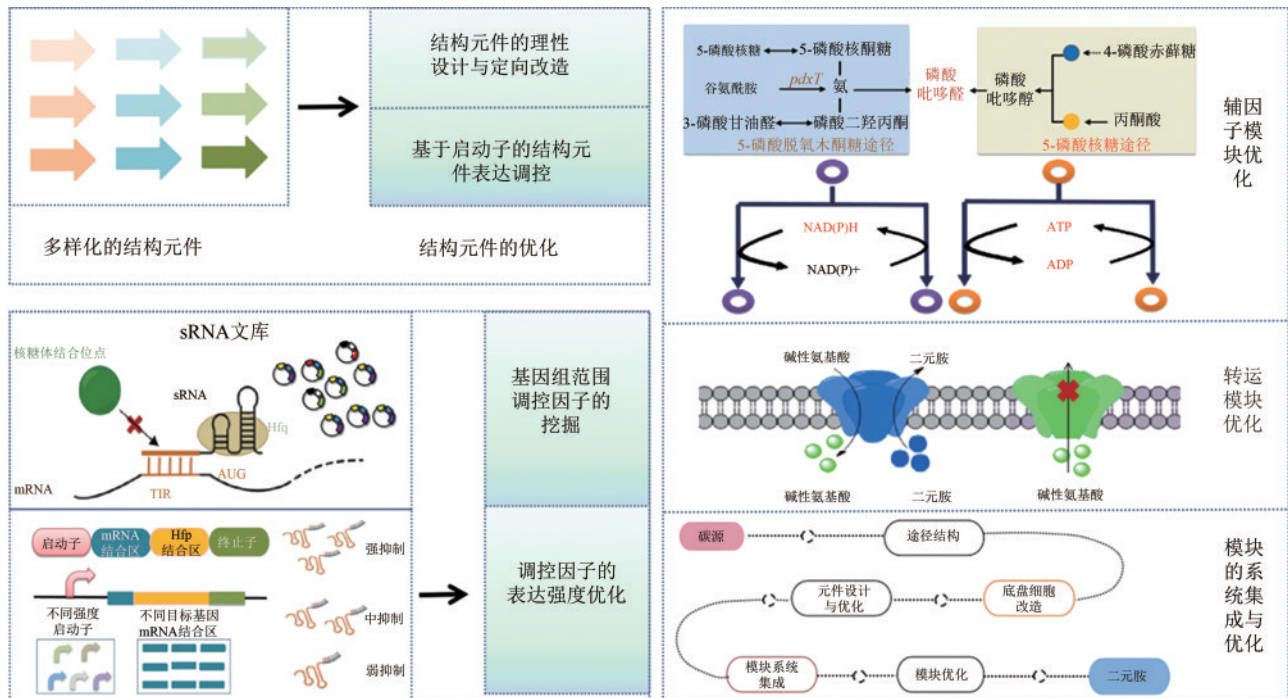 结构元件的理性
设计与定向改造
基于启动子的结构元
件表达调控
多样化的结构元件
结构元件的优化
sRNA文库
核糖体结合位点
sRNA
Hfq
AUG
TIR
mRNA
基因组范围
调控因子的
挖掘
启动子
mRNA
结合区
Hfp
结合区
终止子
不同强度
启动子
不同目标基因
mRNA结合区
强抑制
中抑制
弱抑制
调控因子的
表达强度优化
5-磷酸核糖
5-磷酸核酮糖
谷氨酰胺
pdxT
氨
3-磷酸甘油醛
磷酸二羟丙酮
5-磷酸脱氧木酮糖途径
磷酸
吡哆醛
磷酸
吡哆醇
4-磷酸赤藓糖
丙酮酸
5-磷酸核糖途径
NAD(P)H
NAD(P)+
ATP
ADP
辅因
子模
块优
化
碱性氨基酸
二元胺
碱性氨基酸
二元胺
碱性氨基酸
转运
模块
优化
碳源
途径结构
元件设计
与优化
底盘细胞
改造
模块系统
集成
模块优化
二元胺
模块
的系
统集
成与
优化